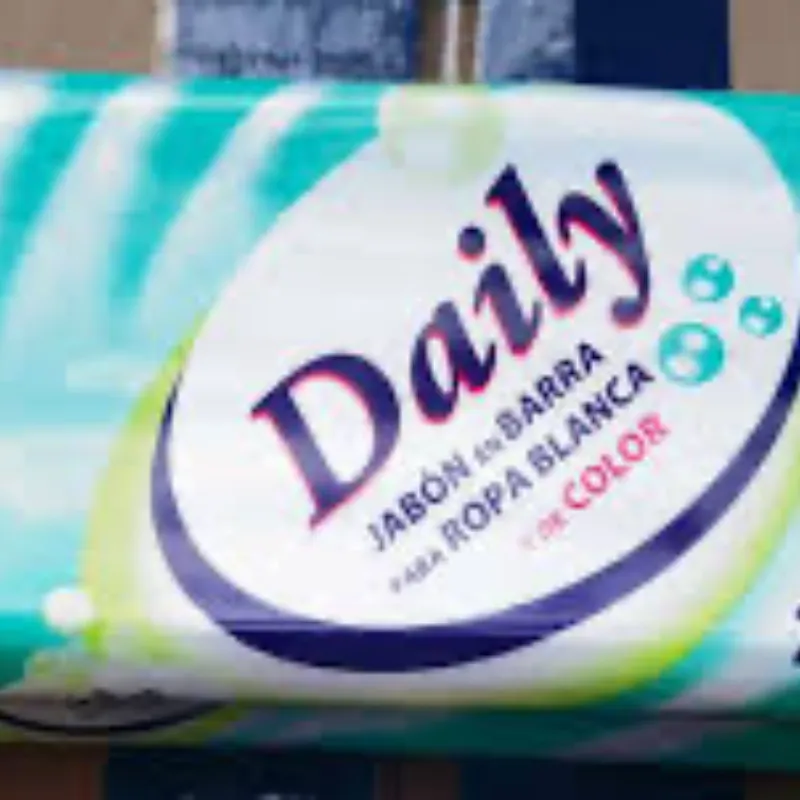 Daily
JABÓN EN BARRA
PARA ROPA BLANCA
Y DE COLOR